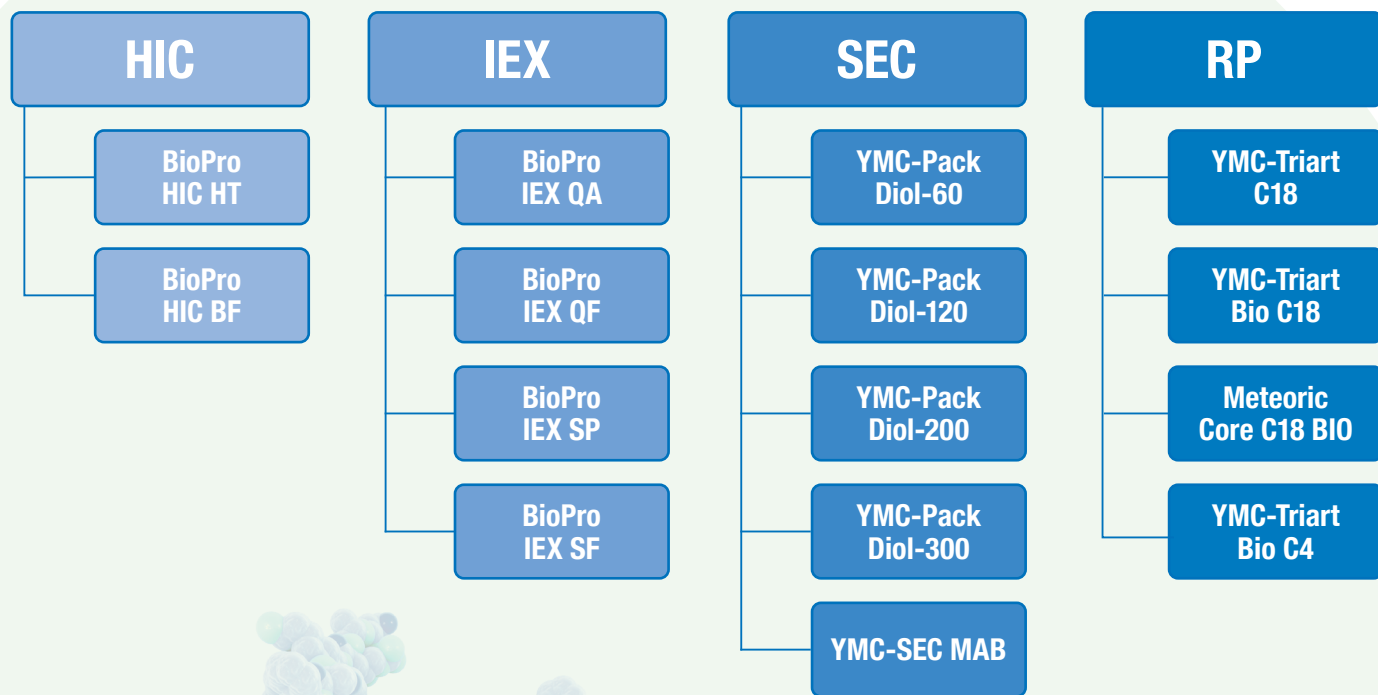 HIC
BioPro
HIC HT
BioPro
HIC BF
IEX
BioPro
IEX QA
BioPro
IEX QF
BioPro
IEX SP
BioPro
IEX SF
SEC
YMC-Pack
Diol-60
YMC-Pack
Diol-120
YMC-Pack
Diol-200
YMC-Pack
Diol-300
YMC-SEC MAB
RP
YMC-Triart
C18
YMC-Triart
Bio C18
Meteoric
Core C18 BIO
YMC-Triart
Bio C4